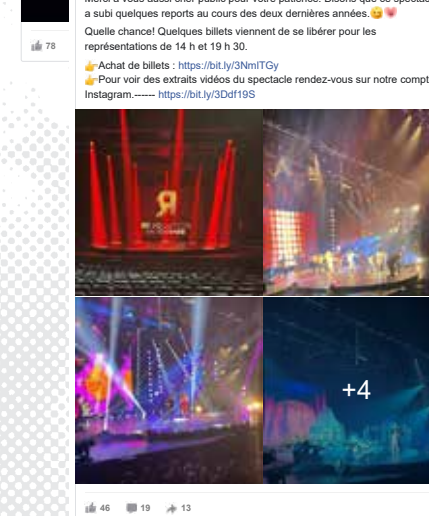 a subi quelques reports au cours des deux dernières années.😉💗
Quelle chance! Quelques billets viennent de se libérer pour les
représentations de 14 h et 19 h 30.
78
👉Achat de billets : https://bit.ly/3NmlTGy
👉Pour voir des extraits vidéos du spectacle rendez-vous sur notre compt
Instagram.------ https://bit.ly/3Ddf19S
+4
46 19 13